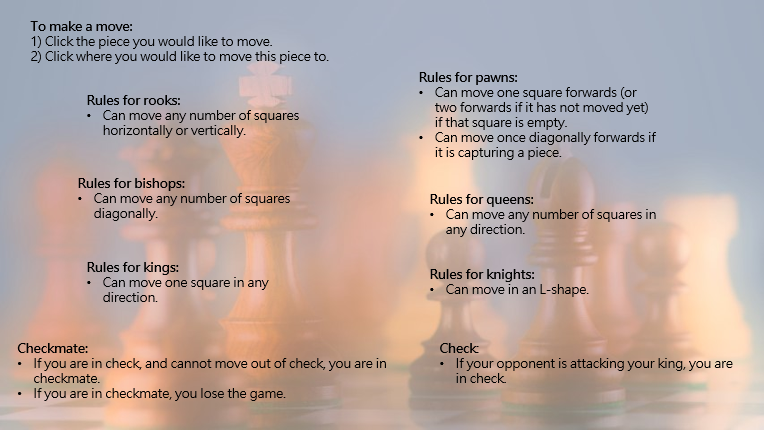 To make a move:
1) Click the piece you would like to move.
2) Click where you would like to move this piece to.
Rules for rooks:
• Can move any number of squares
horizontally or vertically.
Rules for bishops:
• Can move any number of squares
diagonally.
Rules for kings:
• Can move one square in any
direction.
Rules for pawns:
• Can move one square forwards (or
two forwards if it has not moved yet)
if that square is empty.
• Can move once diagonally forwards if
it is capturing a piece.
Rules for queens:
• Can move any number of squares in
any direction.
Rules for knights:
• Can move in an L-shape.
Checkmate:
• If you are in check, and cannot move out of check, you are in
checkmate.
• If you are in checkmate, you lose the game.
Check:
• If your opponent is attacking your king, you are
in check.